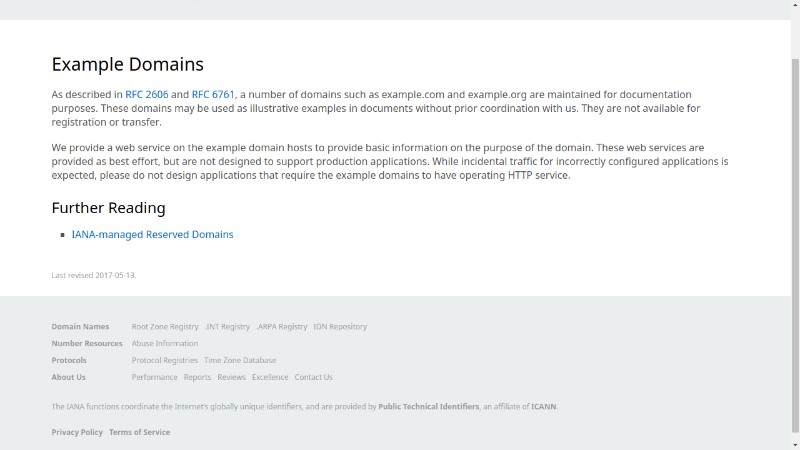 Example Domains
As described in RFC 2606 and RFC 6761, a number of domains such as example.com and example.org are maintained for documentation
purposes. These domains may be used as illustrative examples in documents without prior coordination with us. They are not available for
registration or transfer.
We provide a web service on the example domain hosts to provide basic information on the purpose of the domain. These web services are
provided as best effort, but are not designed to support production applications. While incidental traffic for incorrectly configured applications is
expected, please do not design applications that require the example domains to have operating HTTP service.
Further Reading
IANA-managed Reserved Domains
Last revised 2017-05-13.
Domain Names Root Zone Registry .INT Registry .ARPA Registry IDN Repository
Number Resources Abuse Information
Protocols Protocol Registries Time Zone Database
About Us Performance Reports Reviews Excellence Contact Us
The IANA functions coordinate the Internet's globally unique identifiers, and are provided by Public Technical Identifiers, an affiliate of ICANN.
Privacy Policy Terms of Service